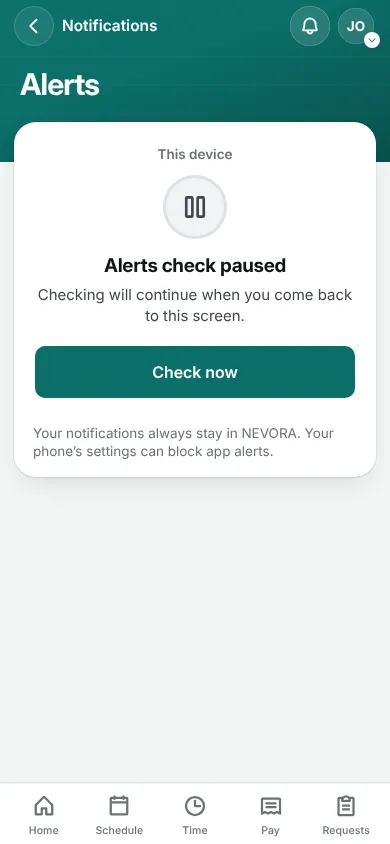 Notifications
JO
Alerts
This device
Alerts check paused
Checking will continue when you come back
to this screen.
Check now
Your notifications always stay in NEVORA. Your
phone's settings can block app alerts.
Home
Schedule
Time
Pay
Requests